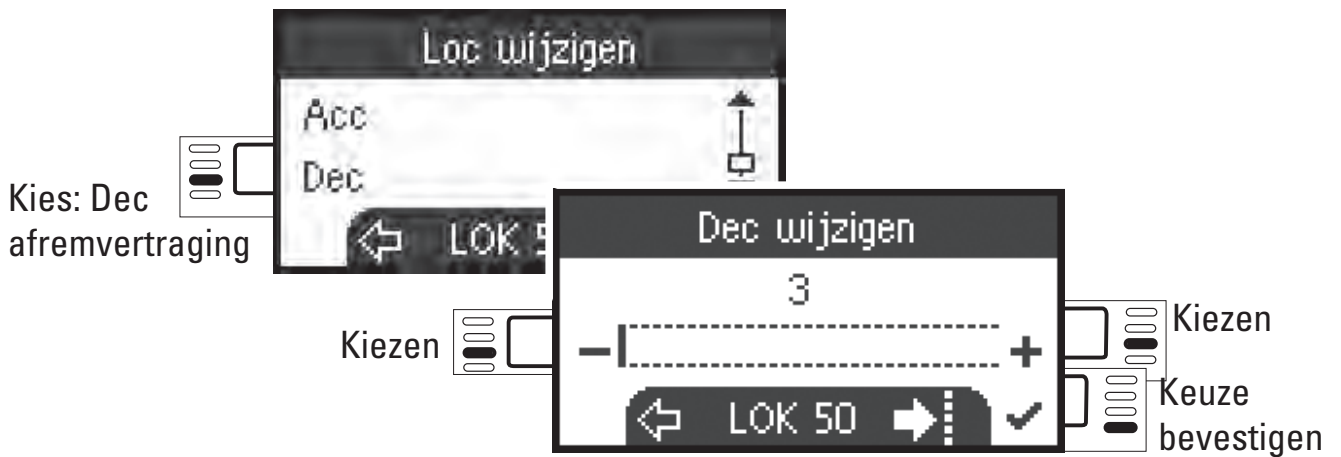 Loc wijzigen
Acc
Dec
LOK 5
Kies: Dec
afremvertraging
Dec wijzigen
3
Kiezen
Kiezen
− +
LOK 50
Keuze
bevestigen